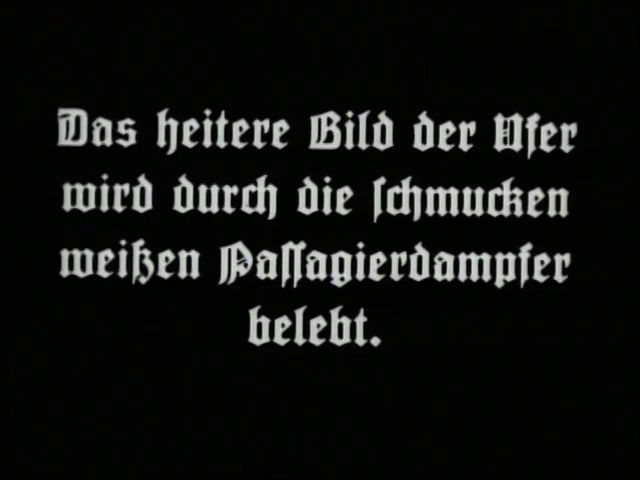 Das heitere Bild der Ufer
wird durch die ſchmucken
weißen Paſſagierdampfer
belebt.